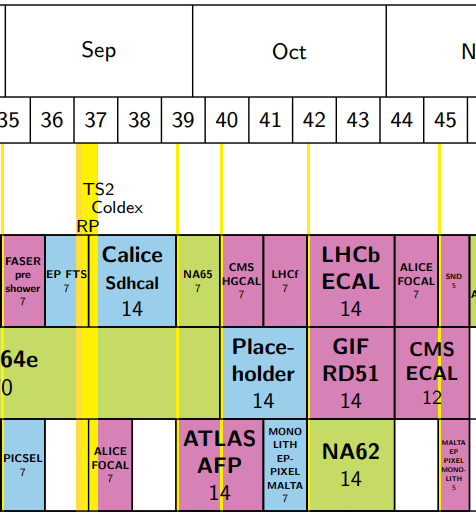 Sep Oct N
35 36 37 38 39 40 41 42 43 44 45
TS2
Coldex
RP
FASER
pre
shower
7
EP FTS
7
Calice
Sdhcal
14
NA65
7
CMS
HGCAL
7
LHCf
7
LHCb
ECAL
14
ALICE
FOCAL
7
SND
5
A
64e
0
Place-
holder
14
GIF
RD51
14
CMS
ECAL
12
PICSEL
7
ALICE
FOCAL
7
ATLAS
AFP
14
MONO
LITH
EP-
PIXEL
MALTA
7
NA62
14
MALTA
EP
PIXEL
MONO-
LITH
5